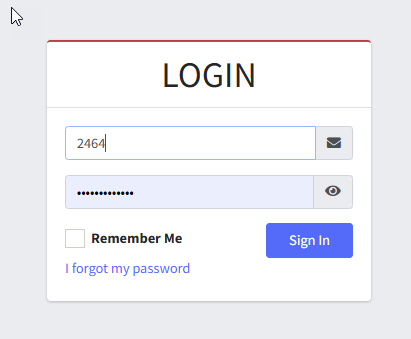 LOGIN
2464
•••••••••••••
Remember Me
Sign In
I forgot my password